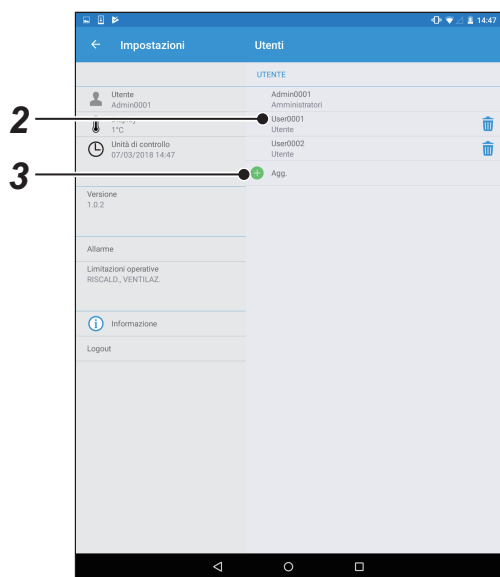 14:47
Impostazioni
Utenti
UTENTE
Utente
Admin0001
1°C
Unità di controllo
07/03/2018 14:47
Versione
1.0.2
Allarme
Limitazioni operative
RISCALD., VENTILAZ.
Informazione
Logout
Admin0001
Amministratori
User0001
Utente
User0002
Utente
Agg.
2
3